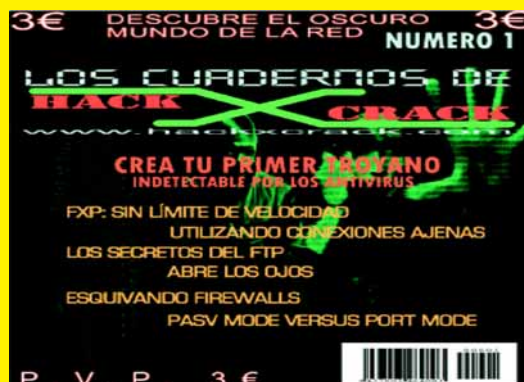 3€ DESCUBRE EL OSCURO 3€
MUNDO DE LA RED
NUMERO 1
LOS CUADERNOS DE
HACK X CRACK
www.hackxcrack.com
CREA TU PRIMER TROYANO
INDETECTABLE POR LOS ANTIVIRUS
FXP: SIN LÍMITE DE VELOCIDAD
UTILIZANDO CONEXIONES AJENAS
LOS SECRETOS DEL FTP
ABRE LOS OJOS
ESQUIVANDO FIREWALLS
PASV MODE VERSUS PORT MODE
P V P 3 €